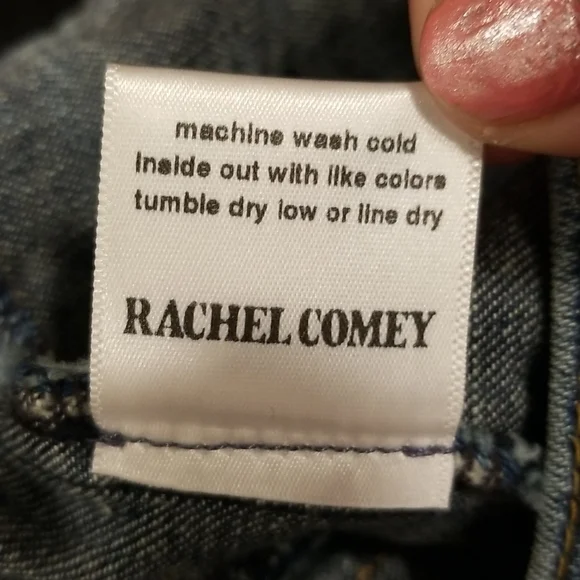 machine wash cold
inside out with like colors
tumble dry low or line dry
RACHEL COMEY